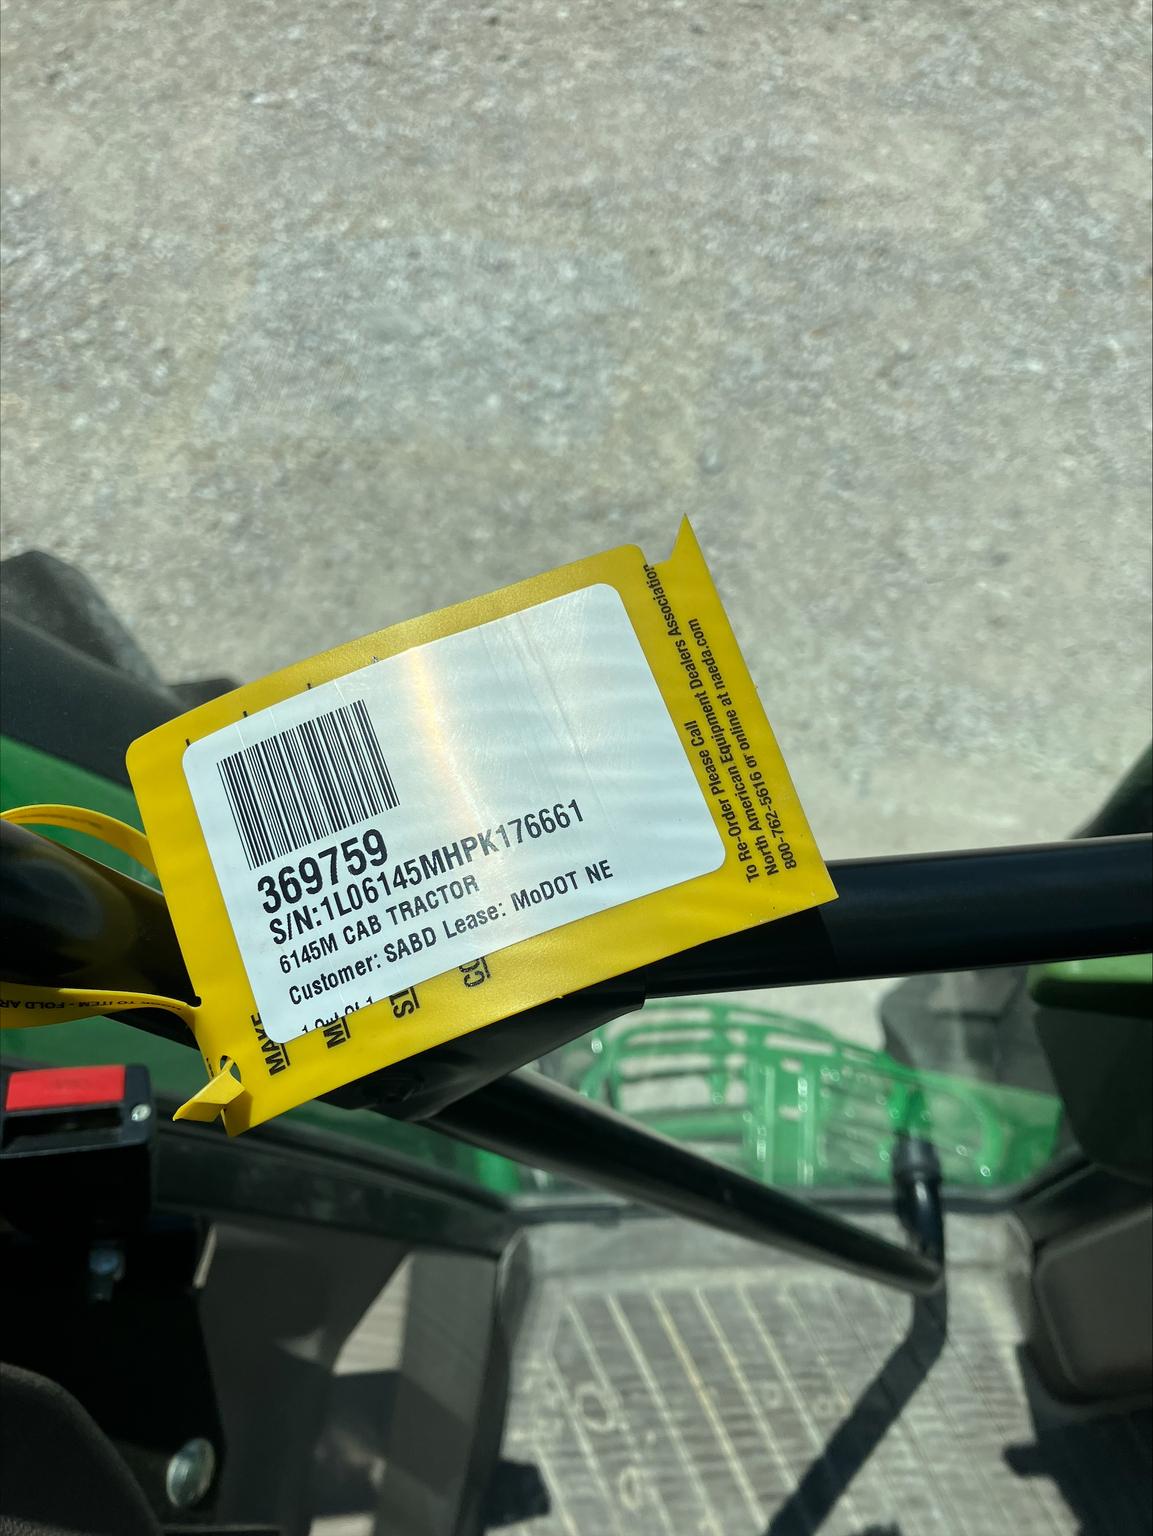 369759
S/N:1L06145MHPK176661
6145M CAB TRACTOR
Customer: SABD Lease: MoDOT NE
MAKE
To Re-Order Please Call
North American Equipment Dealers Association
800-762-5616 or online at naeda.com